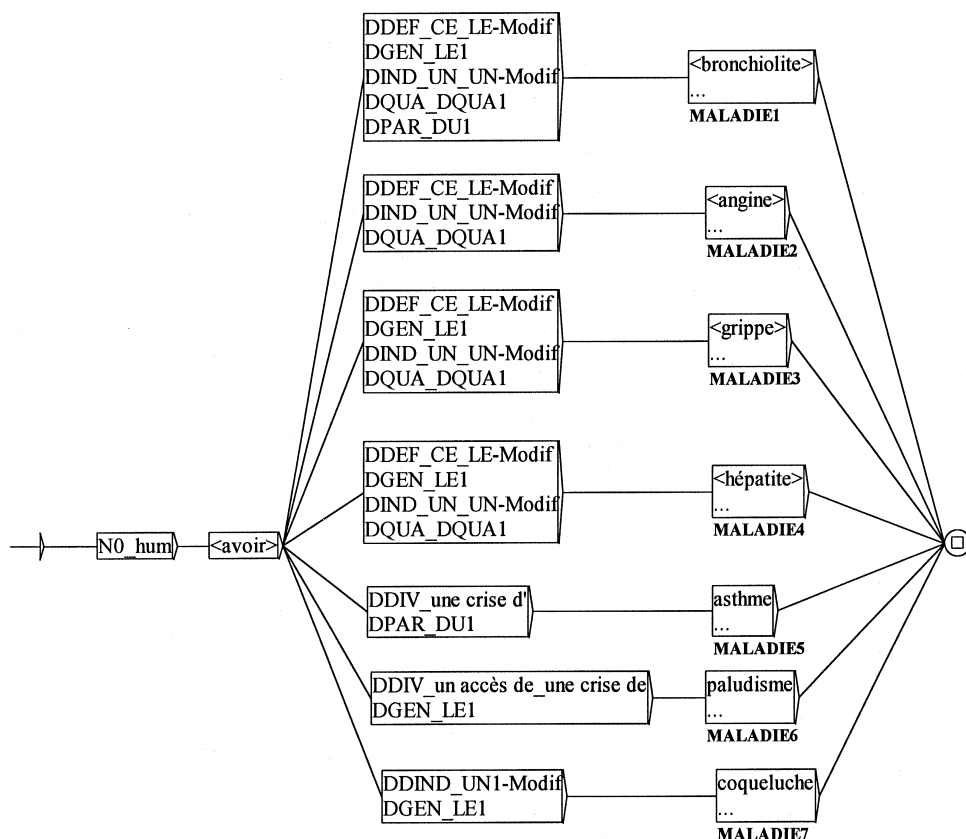 DDEF_CE_LE-Modif
DGEN_LE1
DIND_UN_UN-Modif
DQUA_DQUA1
DPAR_DU1
<bronchiolite>
...
MALADIE1
DDEF_CE_LE-Modif
DIND_UN_UN-Modif
DQUA_DQUA1
<angine>
...
MALADIE2
DDEF_CE_LE-Modif
DGEN_LE1
DIND_UN_UN-Modif
DQUA_DQUA1
<grippe>
...
MALADIE3
DDEF_CE_LE-Modif
DGEN_LE1
DIND_UN_UN-Modif
DQUA_DQUA1
<hépatite>
...
MALADIE4
N0_hum
<avoir>
DDIV_une crise d'
DPAR_DU1
asthme
...
MALADIE5
DDIV_un accès de_une crise de
DGEN_LE1
paludisme
...
MALADIE6
DDIND_UN1-Modif
DGEN_LE1
coqueluche
...
MALADIE7